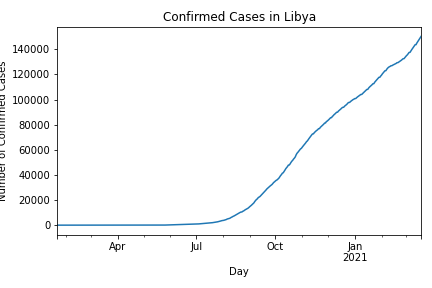 Confirmed Cases in Libya
Number of Confirmed Cases
140000
120000
100000
80000
60000
40000
20000
0
Apr
Jul
Oct
Jan
2021
Day